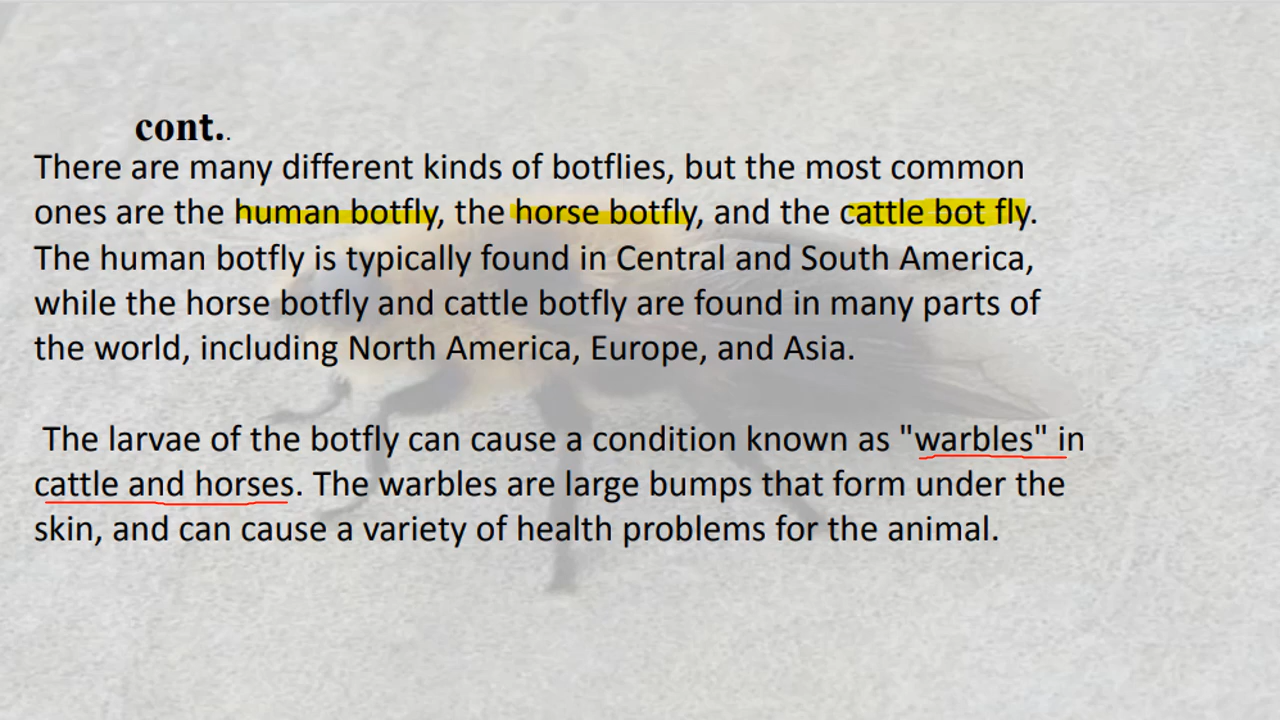 cont..
There are many different kinds of botflies, but the most common
ones are the human botfly, the horse botfly, and the cattle bot fly.
The human botfly is typically found in Central and South America,
while the horse botfly and cattle botfly are found in many parts of
the world, including North America, Europe, and Asia.
The larvae of the botfly can cause a condition known as "warbles" in
cattle and horses. The warbles are large bumps that form under the
skin, and can cause a variety of health problems for the animal.